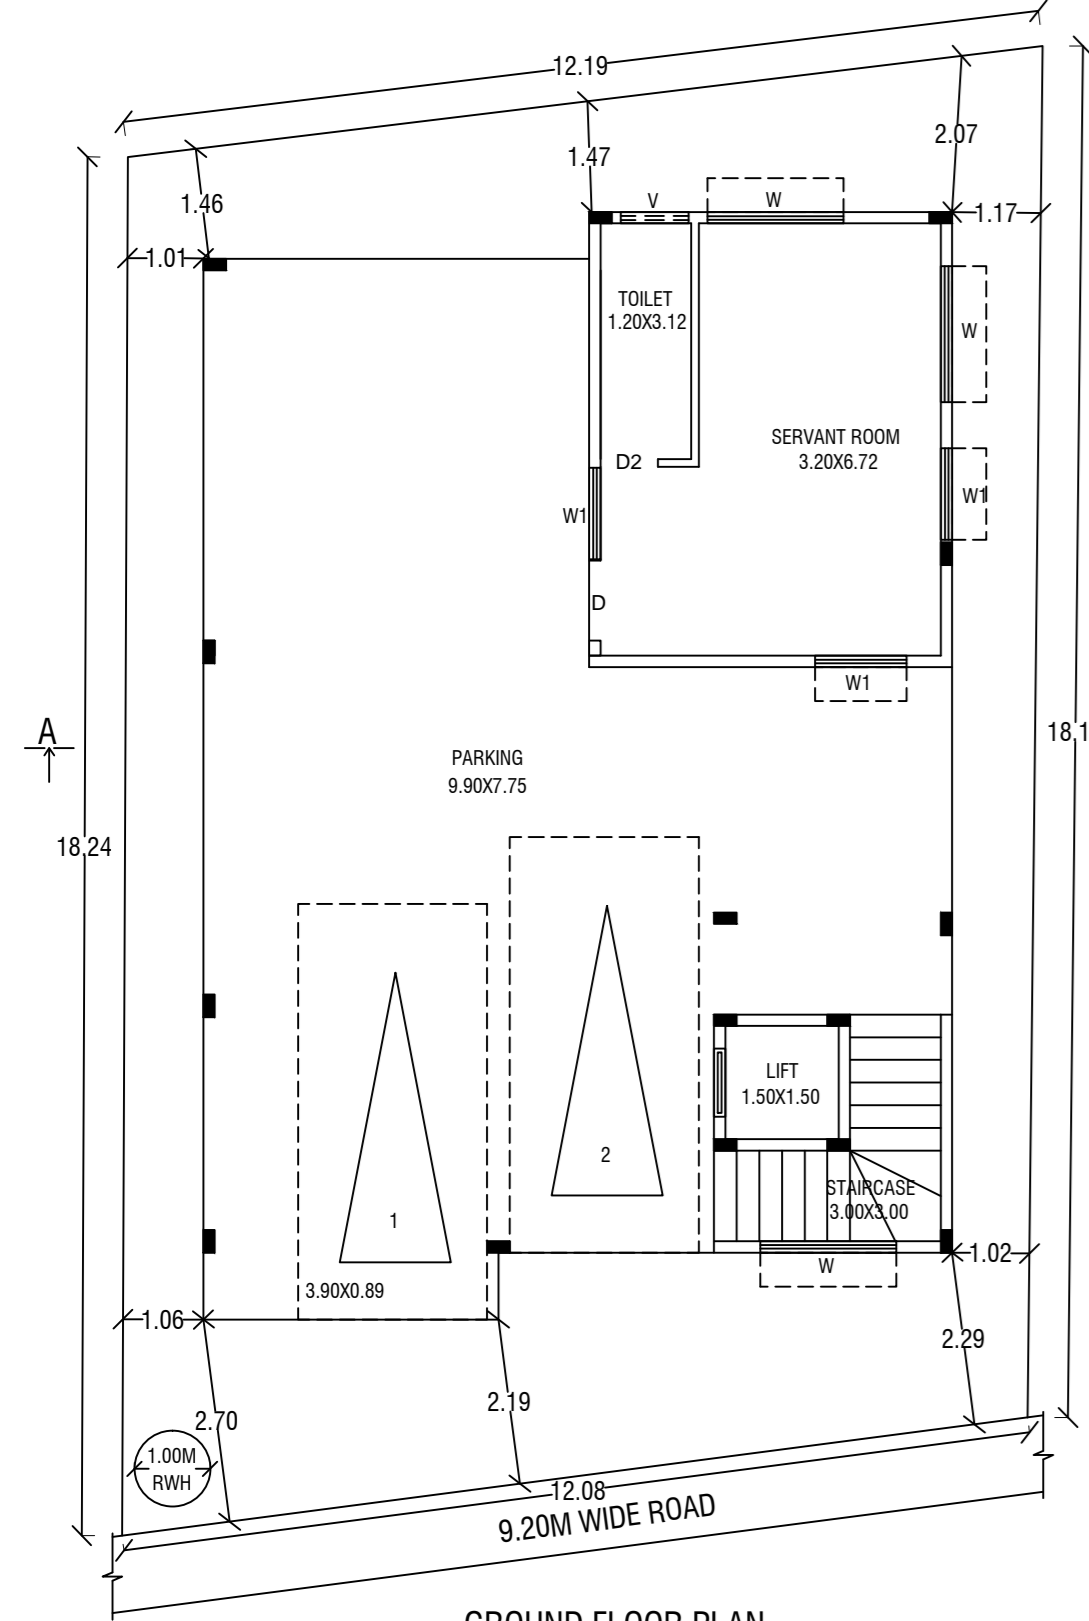 12.19
1.47
2.07
1.46
1.17
1.01
V
W
TOILET
1.20X3.12
W
SERVANT ROOM
3.20X6.72
D2
W1
W1
D
W1
A
PARKING
9.90X7.75
18.1
18.24
LIFT
1.50X1.50
2
STAIRCASE
3.00X3.00
1
1.02
W
3.90X0.89
1.06
2.29
2.19
2.70
1.00M
RWH
12.08
9.20M WIDE ROAD
GROUND FLOOR PLAN